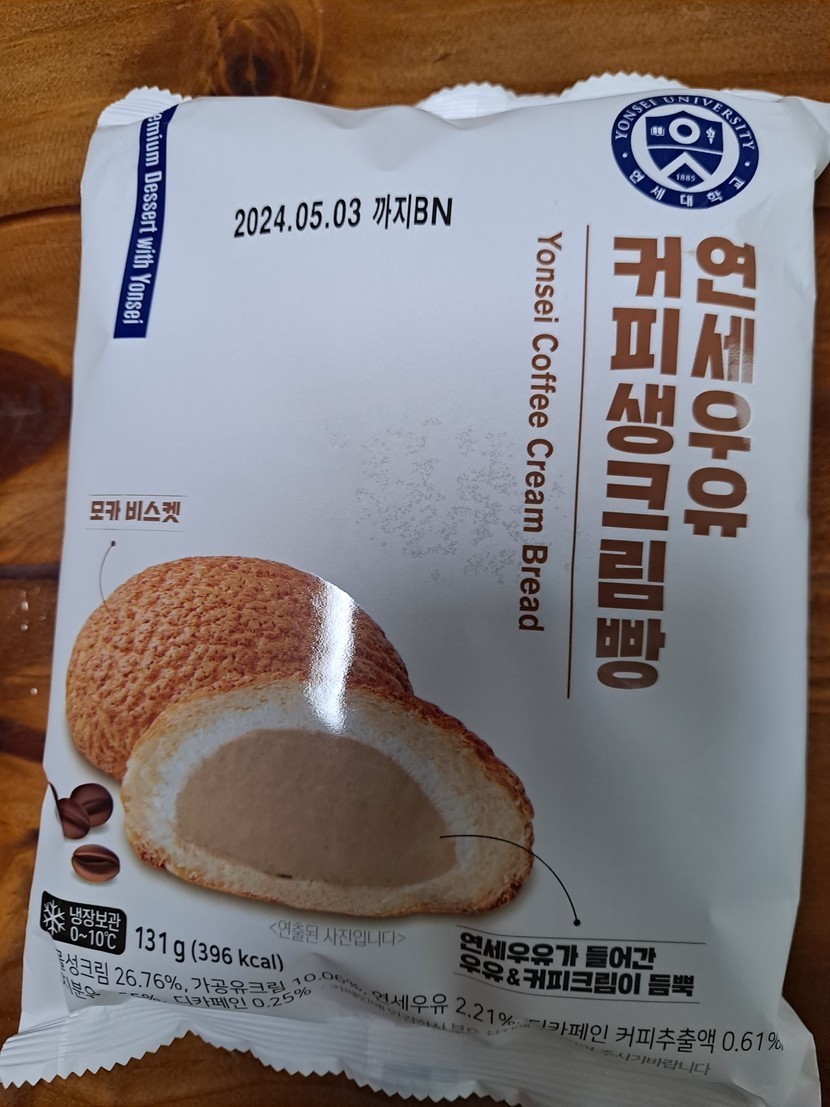 YONSEI UNIVERSITY
1885
연세대학교
Dessert with Yonsei
2024.05.03 까지BN
연세우유
커피생크림빵
Yonsei Coffee Cream Bread
모카 비스켓
냉장보관
0~10℃
131 g (396 kcal)
<연출된 사진입니다>
연세우유가 들어간
우유&커피크림이 듬뿍
26.76%, 가공유크림 10.06%, 연세우유 2.21%, 디카페인 커피추출액 0.61%,
디카페인 0.25%